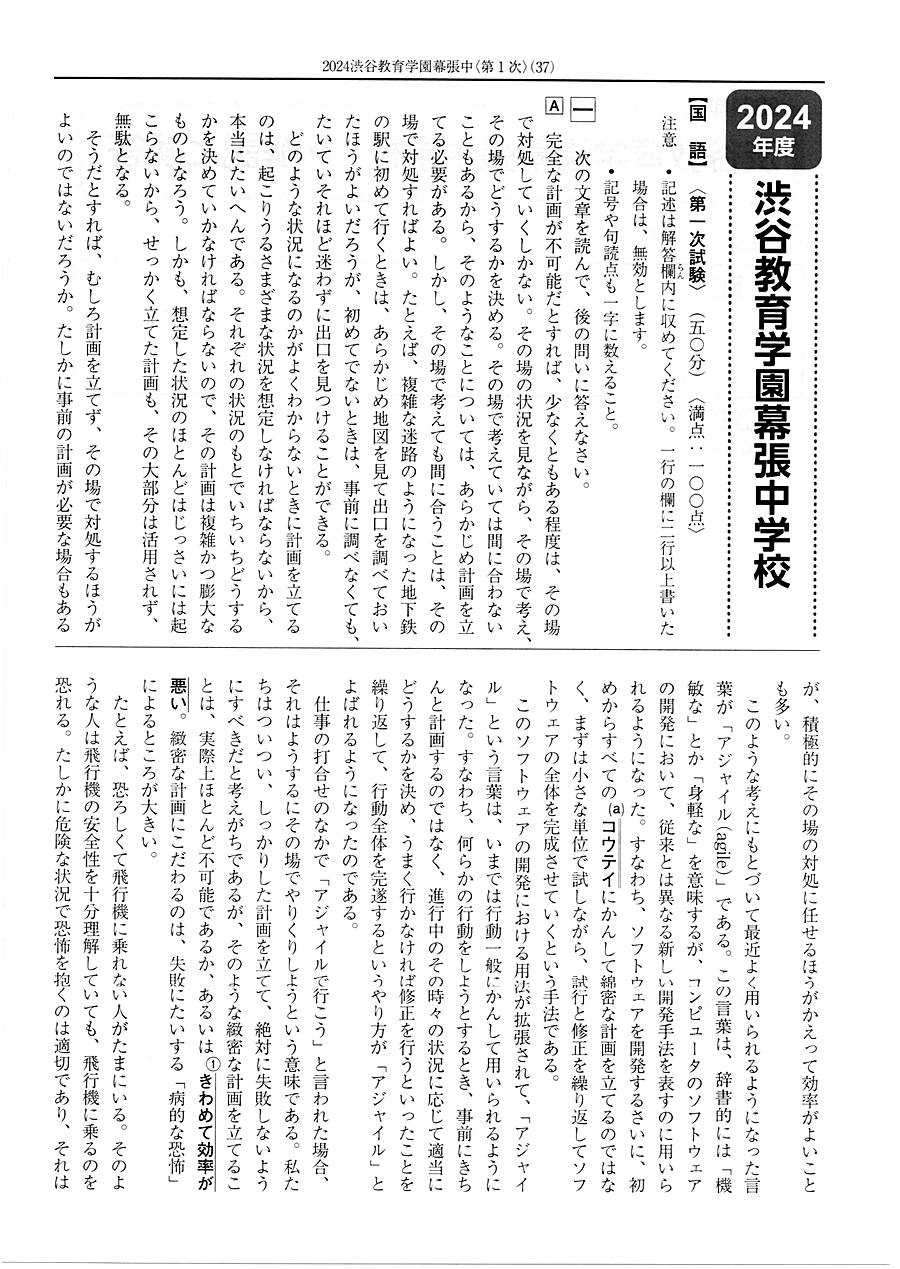 2024渋谷教育学園幕張中〈第1次〉(37)
2024
年度
渋谷教育学園幕張中学校
【国 語】〈第一次試験〉(五〇分)〈満点:一〇〇点〉
注意 •記述は解答欄内に収めてください。一行の欄に二行以上書いた
らん
場合は、無効とします。
•記号や句読点も一字に数えること。
一 次の文章を読んで、後の問いに答えなさい。
A 完全な計画が不可能だとすれば、少なくともある程度は、その場
で対処していくしかない。その場の状況を見ながら、その場で考え、
その場でどうするかを決める。その場で考えていては間に合わない
こともあるから、そのようなことについては、あらかじめ計画を立
てる必要がある。しかし、その場で考えても間に合うことは、その
場で対処すればよい。たとえば、複雑な迷路のようになった地下鉄
の駅に初めて行くときは、あらかじめ地図を見て出口を調べておい
たほうがよいだろうが、初めてでないときは、事前に調べなくても、
たいていそれほど迷わずに出口を見つけることができる。
どのような状況になるのかがよくわからないときに計画を立てる
のは、起こりうるさまざまな状況を想定しなければならないから、
本当にたいへんである。それぞれの状況のもとでいちいちどうする
かを決めていかなければならないので、その計画は複雑かつ膨大な
ものとなろう。しかも、想定した状況のほとんどはじっさいには起
こらないから、せっかく立てた計画も、その大部分は活用されず、
無駄となる。
そうだとすれば、むしろ計画を立てず、その場で対処するほうが
よいのではないだろうか。たしかに事前の計画が必要な場合もある
が、積極的にその場の対処に任せるほうがかえって効率がよいこと
も多い。
このような考えにもとづいて最近よく用いられるようになった言
葉が「アジャイル(agile)」である。この言葉は、辞書的には「機
敏な」とか「身軽な」を意味するが、コンピュータのソフトウェア
の開発において、従来とは異なる新しい開発手法を表すのに用いら
れるようになった。すなわち、ソフトウェアを開発するさいに、初
めからすべての(a)コウテイにかんして綿密な計画を立てるのではな
く、まずは小さな単位で試しながら、試行と修正を繰り返してソフ
トウェアの全体を完成させていくという手法である。
このソフトウェアの開発における用法が拡張されて、「アジャイ
ル」という言葉は、いまでは行動一般にかんして用いられるように
なった。すなわち、何らかの行動をしようとするとき、事前にきち
んと計画するのではなく、進行中のその時々の状況に応じて適当に
どうするかを決め、うまく行かなければ修正を行うといったことを
繰り返して、行動全体を完遂するというやり方が「アジャイル」と
よばれるようになったのである。
仕事の打合せのなかで「アジャイルで行こう」と言われた場合、
それはようするにその場でやりくりしようという意味である。私た
ちはついつい、しっかりした計画を立てて、絶対に失敗しないよう
にすべきだと考えがちであるが、そのような緻密な計画を立てるこ
とは、実際上ほとんど不可能であるか、あるいは①きわめて効率が
悪い。緻密な計画にこだわるのは、失敗にたいする「病的な恐怖」
によるところが大きい。
たとえば、恐ろしくて飛行機に乗れない人がたまにいる。そのよ
うな人は飛行機の安全性を十分理解していても、飛行機に乗るのを
恐れる。たしかに危険な状況で恐怖を抱くのは適切であり、それは